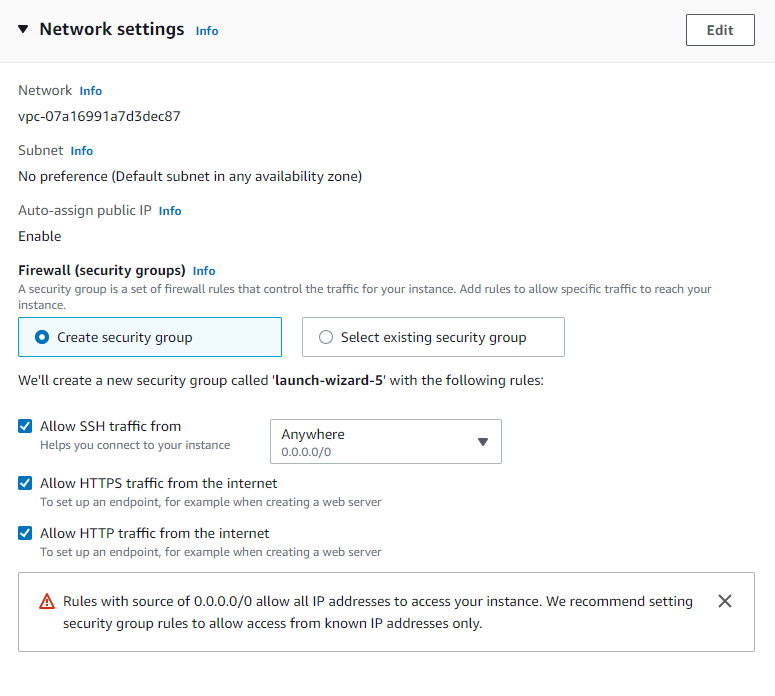 Network settings Info
Edit
Network Info
vpc-07a16991a7d3dec87
Subnet Info
No preference (Default subnet in any availability zone)
Auto-assign public IP Info
Enable
Firewall (security groups) Info
A security group is a set of firewall rules that control the traffic for your instance. Add rules to allow specific traffic to reach your
instance.
Create security group
Select existing security group
We'll create a new security group called 'launch-wizard-5' with the following rules:
Allow SSH traffic from
Helps you connect to your instance
Anywhere
0.0.0.0/0
Allow HTTPS traffic from the internet
To set up an endpoint, for example when creating a web server
Allow HTTP traffic from the internet
To set up an endpoint, for example when creating a web server
Rules with source of 0.0.0.0/0 allow all IP addresses to access your instance. We recommend setting
security group rules to allow access from known IP addresses only.